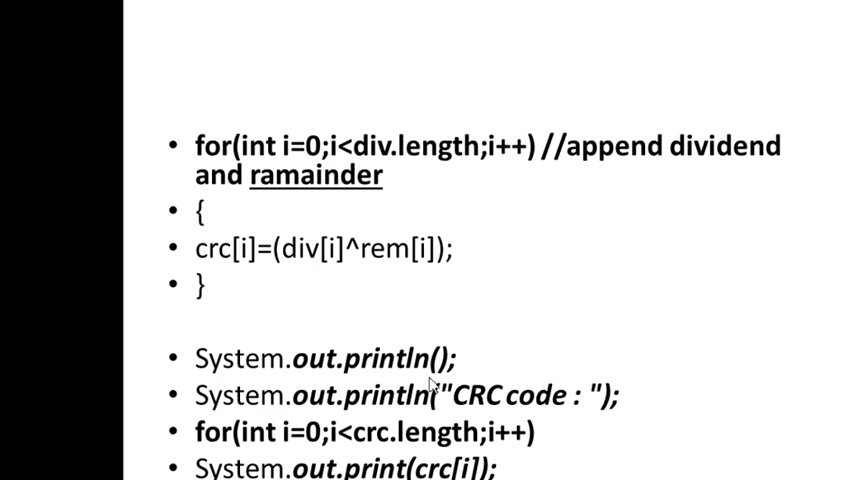 • for(int i=0;i<div.length;i++) //append dividend
and ramainder
• {
• crc[i]=(div[i]^rem[i]);
• }
• System.out.println();
• System.out.println("CRC code : ");
• for(int i=0;i<crc.length;i++)
• System.out.print(crc[i]);